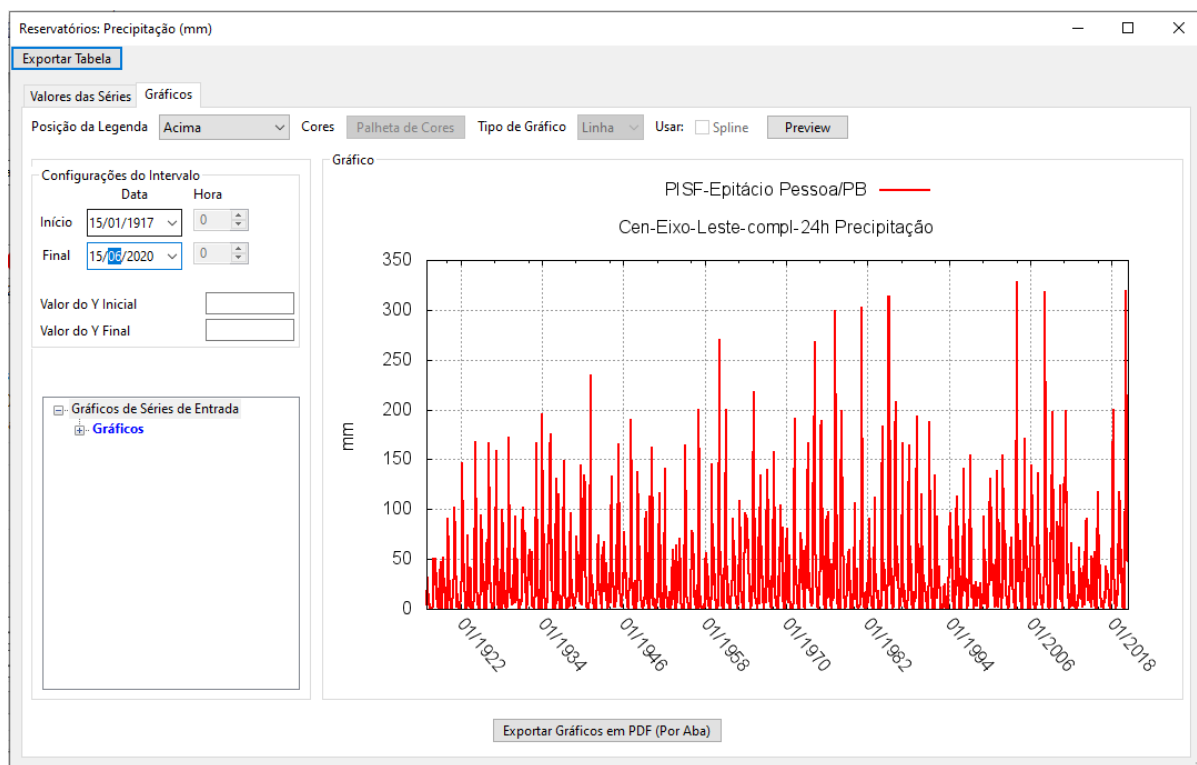 Reservatórios: Precipitação (mm)
Exportar Tabela
Valores das Séries Gráficos
Posição da Legenda Acima Cores Palheta de Cores Tipo de Gráfico Linha Usar: Spline Preview
Configurações do Intervalo
Data Hora
Início 15/01/1917 0
Final 15/06/2020 0
Valor do Y Inicial
Valor do Y Final
Gráficos de Séries de Entrada
Gráficos
Gráfico
PISF-Epitácio Pessoa/PB
Cen-Eixo-Leste-compl-24h Precipitação
350
300
250
200
150
100
50
0
mm
01/1922 01/1934 01/1946 01/1958 01/1970 01/1982 01/1994 01/2006 01/2018
Exportar Gráficos em PDF (Por Aba)